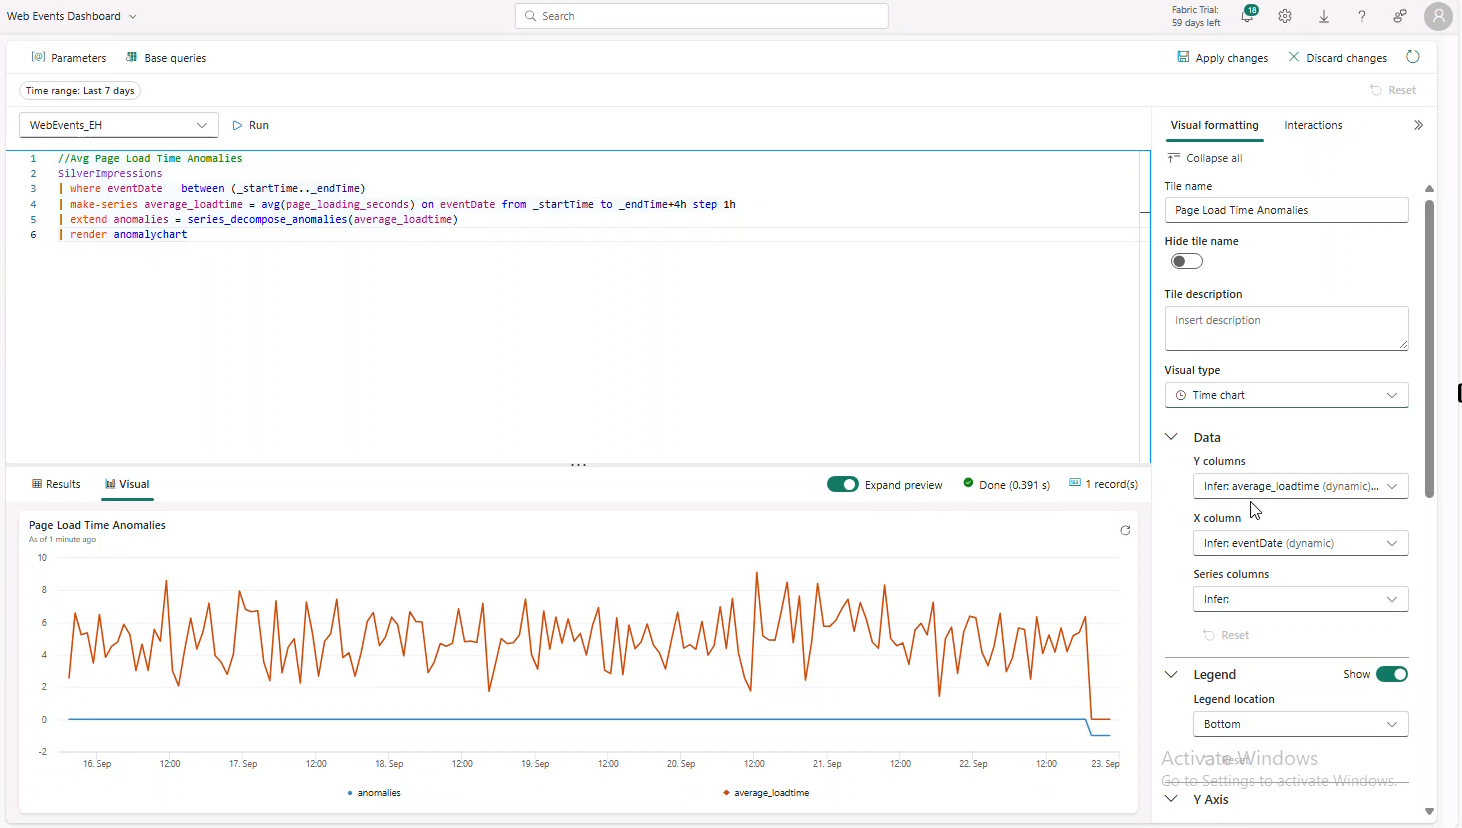 Web Events Dashboard
Search
Fabric Trial:
59 days left
18
Parameters
Base queries
Apply changes
Discard changes
Time range: Last 7 days
Reset
WebEvents_EH
Run
1 //Avg Page Load Time Anomalies
2 SilverImpressions
3 | where eventDate between (_startTime.._endTime)
4 | make-series average_loadtime = avg(page_loading_seconds) on eventDate from _startTime to _endTime+4h step 1h
5 | extend anomalies = series_decompose_anomalies(average_loadtime)
6 | render anomalychart
Visual formatting
Interactions
Collapse all
Tile name
Page Load Time Anomalies
Hide tile name
Tile description
Insert description
Visual type
Time chart
Data
Y columns
Infer: average_loadtime (dynamic)...
X column
Infer: eventDate (dynamic)
Series columns
Infer:
Reset
Legend
Show
Legend location
Bottom
Reset
Activate Windows
Go to Settings to activate Windows.
Y Axis
Results
Visual
Expand preview
Done (0.391 s)
1 record(s)
Page Load Time Anomalies
As of 1 minute ago
10
8
6
4
2
0
-2
16. Sep
12:00
17. Sep
12:00
18. Sep
12:00
19. Sep
12:00
20. Sep
12:00
21. Sep
12:00
22. Sep
12:00
23. Sep
anomalies
average_loadtime